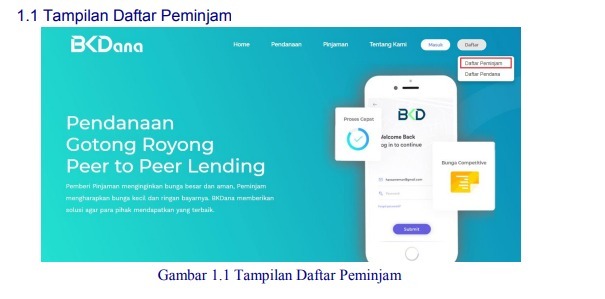 1.1 Tampilan Daftar Peminjam
BKDana
Home Pendanaan Pinjaman Tentang Kami Masuk Daftar
Daftar Peminjam
Daftar Pendana
Pendanaan
Gotong Royong
Peer to Peer Lending
Pemberi Pinjaman menginginkan bunga besar dan aman, Peminjam
mengharapkan bunga kecil dan ringan bayarnya. BKDana memberikan
solusi agar para pihak mendapatkan yang terbaik.
Proses Cepat
BKD
Welcome Back
og in to continue
Bunga Competitive
Submit
Gambar 1.1 Tampilan Daftar Peminjam